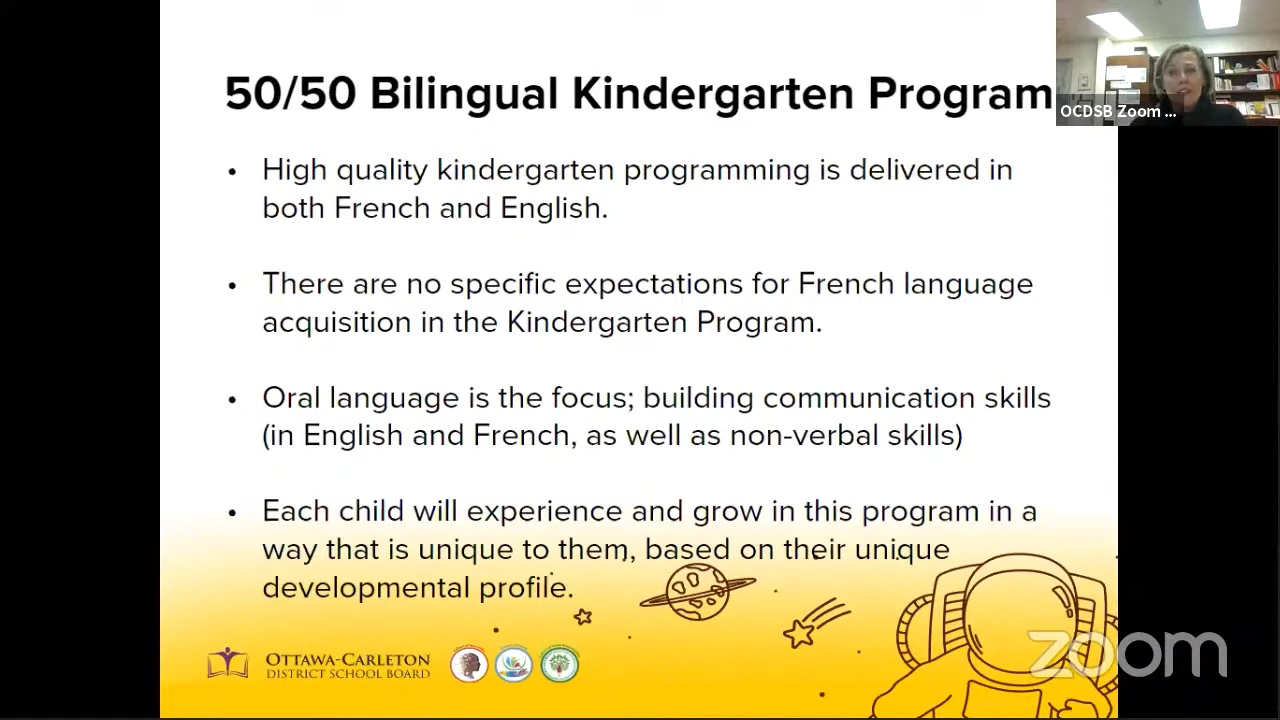 50/50 Bilingual Kindergarten Program
OCDSB Zoom ...
• High quality kindergarten programming is delivered in
both French and English.
• There are no specific expectations for French language
acquisition in the Kindergarten Program.
• Oral language is the focus; building communication skills
(in English and French, as well as non-verbal skills)
• Each child will experience and grow in this program in a
way that is unique to them, based on their unique
developmental profile.
OTTAWA-CARLETON
DISTRICT SCHOOL BOARD
zoom